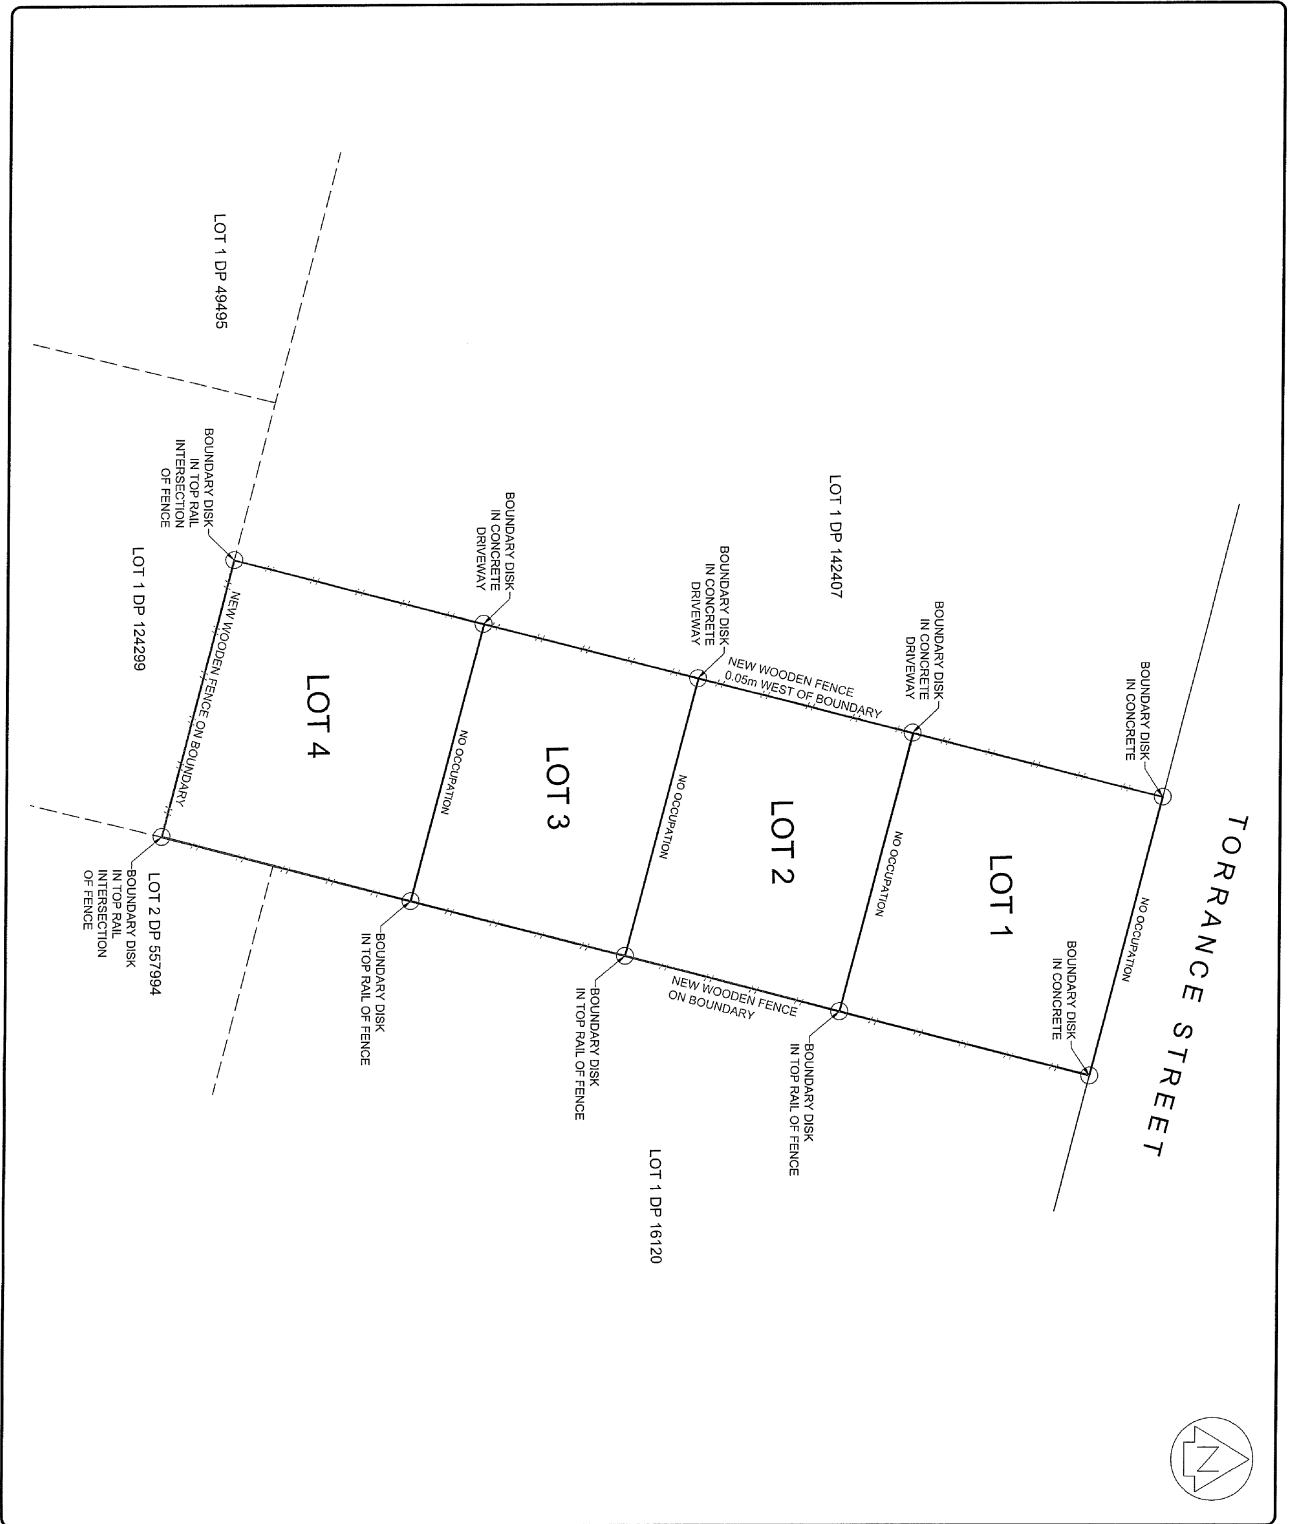 TORRANCE STREET
NO OCCUPATION
BOUNDARY DISK
IN CONCRETE
BOUNDARY DISK
IN CONCRETE
LOT 1
BOUNDARY DISK
IN CONCRETE
DRIVEWAY
NO OCCUPATION
BOUNDARY DISK
IN TOP RAIL OF FENCE
LOT 1 DP 142407
NEW WOODEN FENCE
0.05m WEST OF BOUNDARY
LOT 2
NEW WOODEN FENCE
ON BOUNDARY
BOUNDARY DISK
IN CONCRETE
DRIVEWAY
NO OCCUPATION
BOUNDARY DISK
IN TOP RAIL OF FENCE
LOT 1 DP 16120
LOT 3
BOUNDARY DISK
IN CONCRETE
DRIVEWAY
NO OCCUPATION
BOUNDARY DISK
IN TOP RAIL OF FENCE
LOT 4
LOT 1 DP 49495
BOUNDARY DISK
IN TOP RAIL
INTERSECTION
OF FENCE
NEW WOODEN FENCE ON BOUNDARY
LOT 2 DP 557994
LOT 1 DP 124299
BOUNDARY DISK
IN TOP RAIL
INTERSECTION
OF FENCE
N